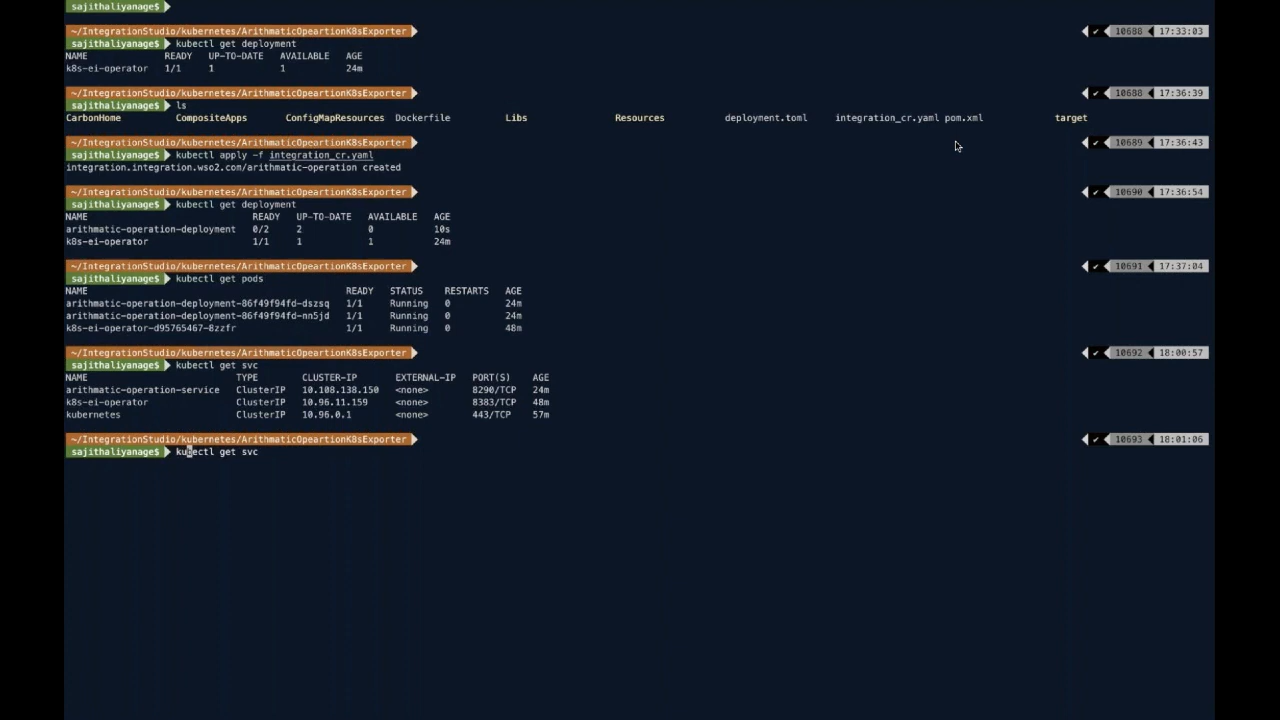 sajithaliyanage$
~/IntegrationStudio/kubernetes/ArithmaticOpeartionK8sExporter ✔ 10688 17:33:03
sajithaliyanage$ kubectl get deployment
NAME READY UP-TO-DATE AVAILABLE AGE
k8s-ei-operator 1/1 1 1 24m
~/IntegrationStudio/kubernetes/ArithmaticOpeartionK8sExporter ✔ 10688 17:36:39
sajithaliyanage$ ls
CarbonHome CompositeApps ConfigMapResources Dockerfile Libs Resources deployment.toml integration_cr.yaml pom.xml target
~/IntegrationStudio/kubernetes/ArithmaticOpeartionK8sExporter ✔ 10689 17:36:43
sajithaliyanage$ kubectl apply -f integration_cr.yaml
integration.integration.wso2.com/arithmatic-operation created
~/IntegrationStudio/kubernetes/ArithmaticOpeartionK8sExporter ✔ 10690 17:36:54
sajithaliyanage$ kubectl get deployment
NAME READY UP-TO-DATE AVAILABLE AGE
arithmatic-operation-deployment 0/2 2 0 10s
k8s-ei-operator 1/1 1 1 24m
~/IntegrationStudio/kubernetes/ArithmaticOpeartionK8sExporter ✔ 10691 17:37:04
sajithaliyanage$ kubectl get pods
NAME READY STATUS RESTARTS AGE
arithmatic-operation-deployment-86f49f94fd-dszsq 1/1 Running 0 24m
arithmatic-operation-deployment-86f49f94fd-nn5jd 1/1 Running 0 24m
k8s-ei-operator-d95765467-8zzfr 1/1 Running 0 48m
~/IntegrationStudio/kubernetes/ArithmaticOpeartionK8sExporter ✔ 10692 18:00:57
sajithaliyanage$ kubectl get svc
NAME TYPE CLUSTER-IP EXTERNAL-IP PORT(S) AGE
arithmatic-operation-service ClusterIP 10.108.138.150 <none> 8290/TCP 24m
k8s-ei-operator ClusterIP 10.96.11.159 <none> 8383/TCP 48m
kubernetes ClusterIP 10.96.0.1 <none> 443/TCP 57m
~/IntegrationStudio/kubernetes/ArithmaticOpeartionK8sExporter ✔ 10693 18:01:06
sajithaliyanage$ kubectl get svc